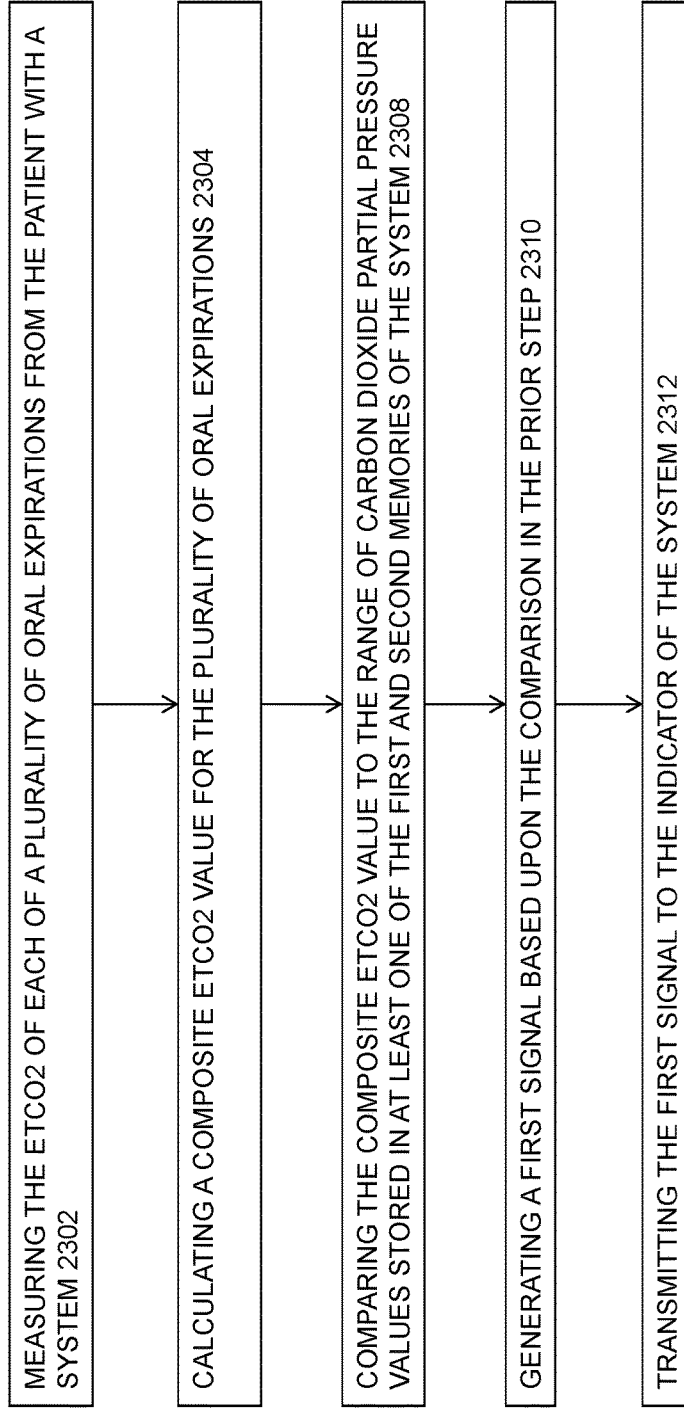 MEASURING THE ETCO2 OF EACH OF A PLURALITY OF ORAL EXPIRATIONS FROM THE PATIENT WITH A
SYSTEM 2302
CALCULATING A COMPOSITE ETCO2 VALUE FOR THE PLURALITY OF ORAL EXPIRATIONS 2304
COMPARING THE COMPOSITE ETCO2 VALUE TO THE RANGE OF CARBON DIOXIDE PARTIAL PRESSURE
VALUES STORED IN AT LEAST ONE OF THE FIRST AND SECOND MEMORIES OF THE SYSTEM 2308
GENERATING A FIRST SIGNAL BASED UPON THE COMPARISON IN THE PRIOR STEP 2310
TRANSMITTING THE FIRST SIGNAL TO THE INDICATOR OF THE SYSTEM 2312